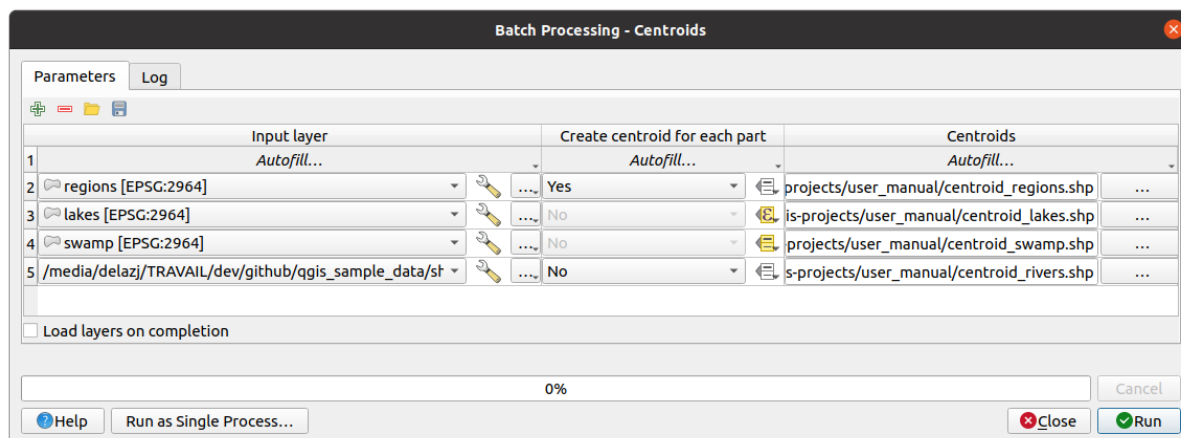 Batch Processing - Centroids
Parameters Log
Input layer Create centroid for each part Centroids
1 Autofill... Autofill... Autofill...
2 regions [EPSG:2964] ... Yes projects/user_manual/centroid_regions.shp ...
3 lakes [EPSG:2964] ... No is-projects/user_manual/centroid_lakes.shp ...
4 swamp [EPSG:2964] ... No projects/user_manual/centroid_swamp.shp ...
5 /media/delazj/TRAVAIL/dev/github/qgis_sample_data/sh ... No s-projects/user_manual/centroid_rivers.shp ...
Load layers on completion
0% Cancel
Help Run as Single Process... Close Run